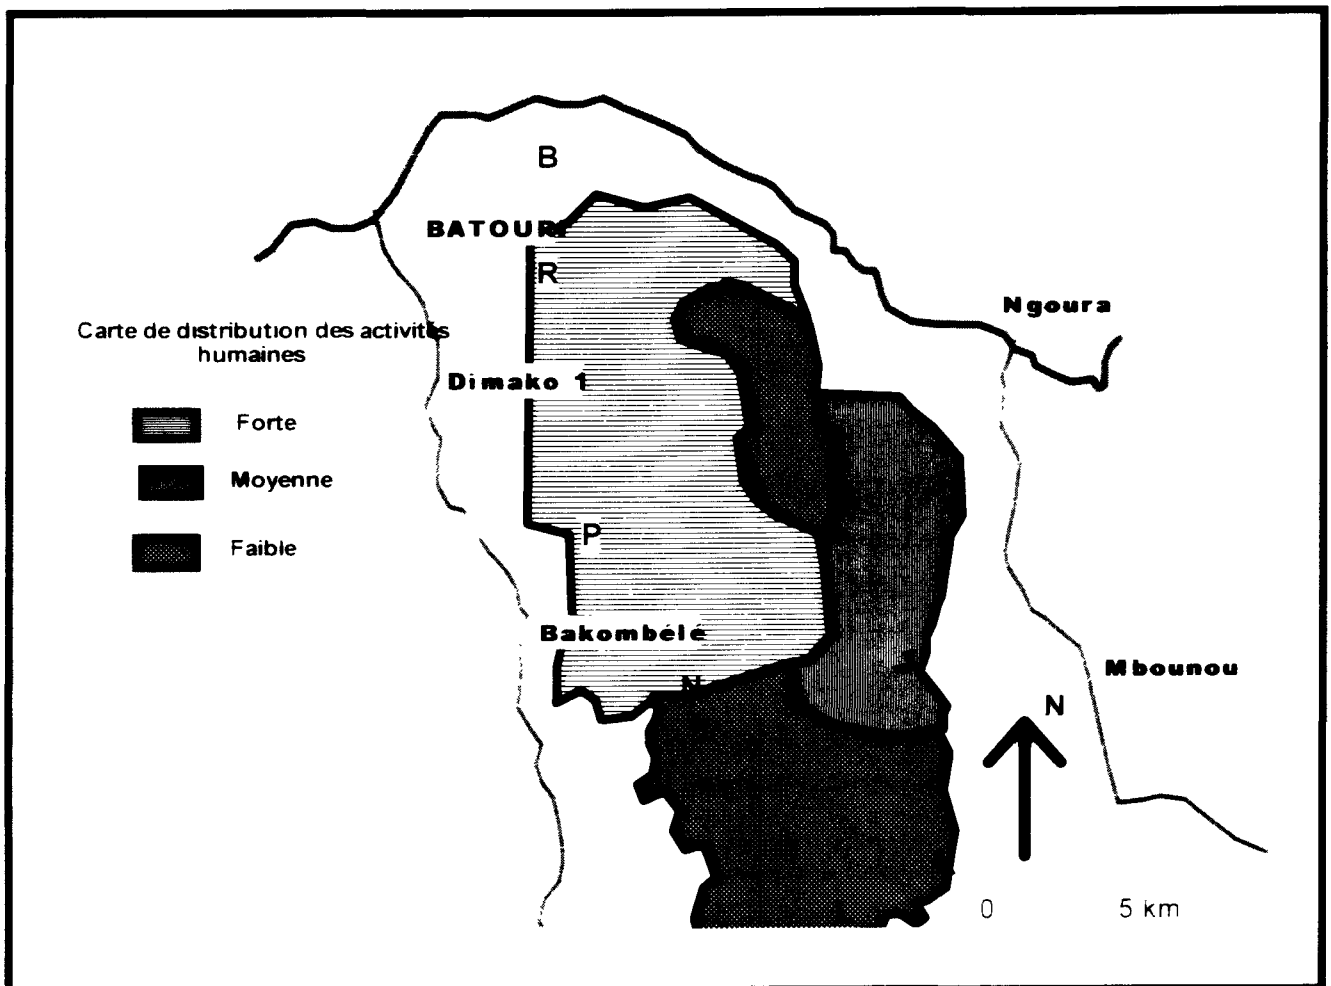 B
BATOURI
R
Ngoura
Carte de distribution des activités
humaines
Dimako 1
Forte
Moyenne
P
Faible
Bakombélé
Mbounou
N
N
0 5 km